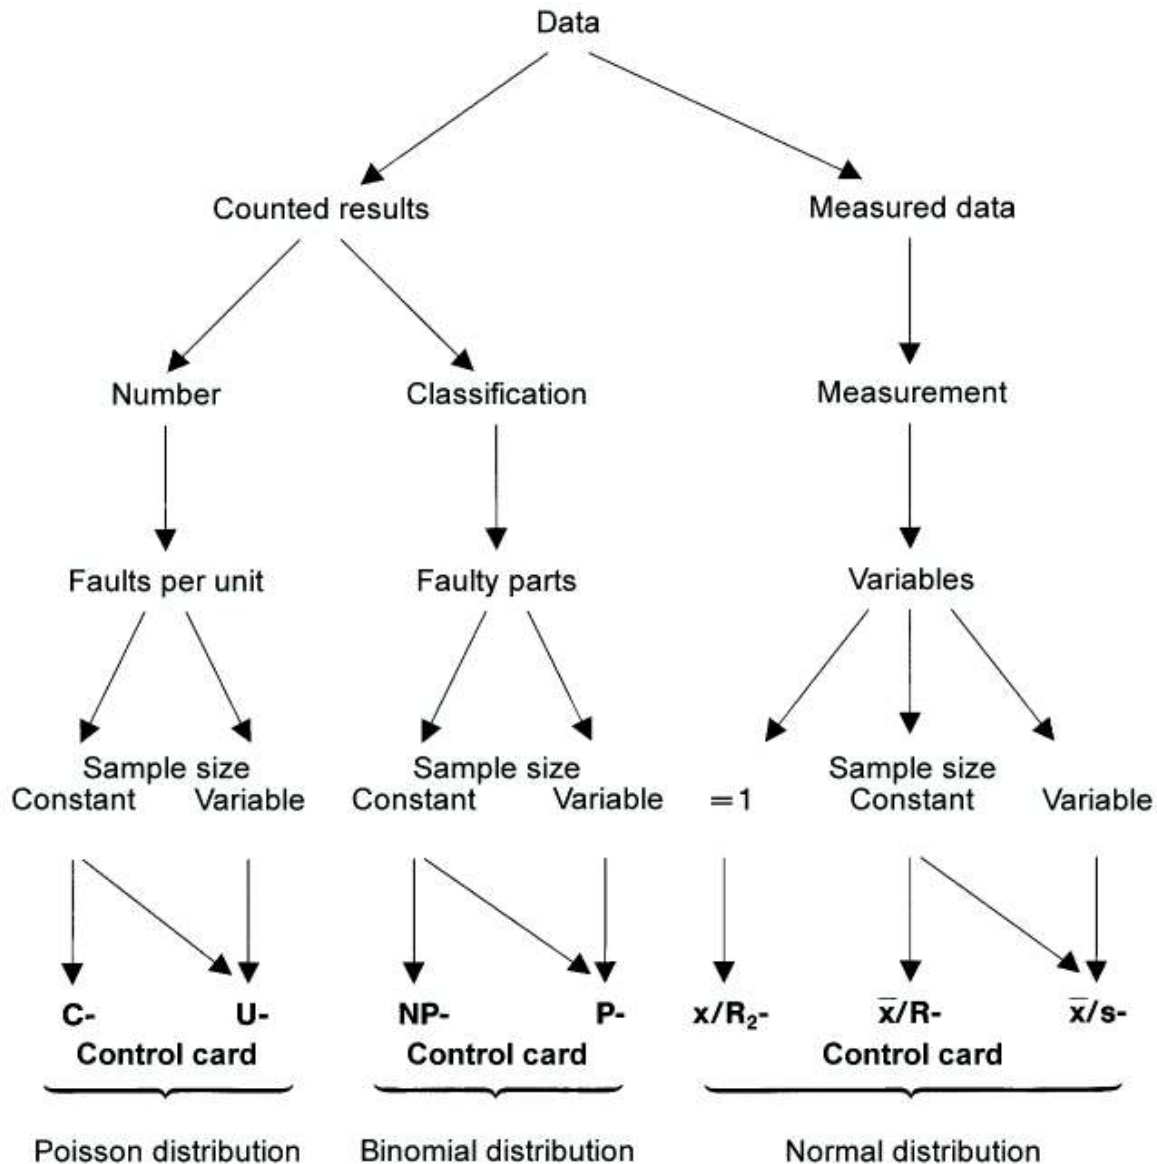 Data
Counted results Measured data
Number Classification Measurement
Faults per unit Faulty parts Variables
Sample size Sample size Sample size
Constant Variable Constant Variable =1 Constant Variable
C- U- NP- P- x/R₂- x̅/R- x̅/s-
Control card Control card Control card
Poisson distribution Binomial distribution Normal distribution